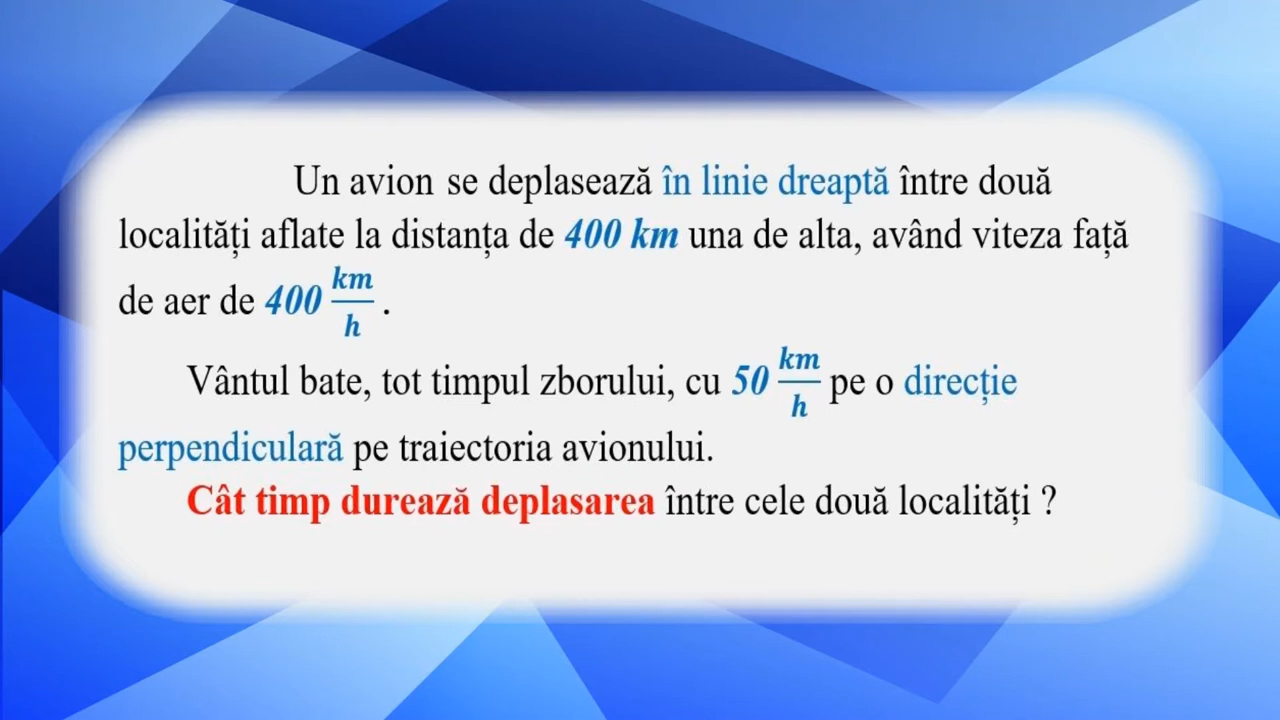 Un avion se deplasează în linie dreaptă între două
localități aflate la distanța de 400 km una de alta, având viteza față
de aer de 400 km/h .
Vântul bate, tot timpul zborului, cu 50 km/h pe o direcție
perpendiculară pe traiectoria avionului.
Cât timp durează deplasarea între cele două localități ?